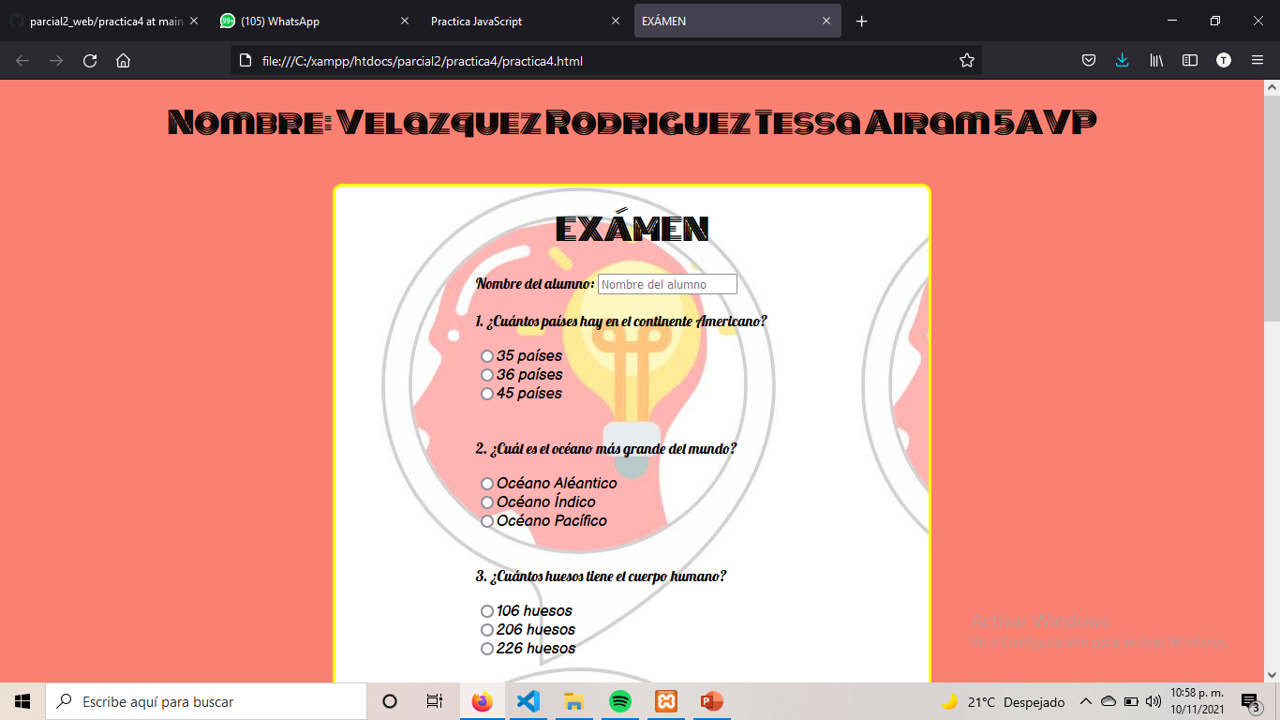 parcial2_web/practica4 at main
(105) WhatsApp
Practica JavaScript
EXÁMEN
file:///C:/xampp/htdocs/parcial2/practica4/practica4.html
T
Nombre: Velazquez Rodriguez Tessa Airam 5AVP
EXÁMEN
Nombre del alumno: Nombre del alumno
1. ¿Cuántos países hay en el continente Americano?
35 países
36 países
45 países
2. ¿Cuál es el océano más grande del mundo?
Océano Aléantico
Océano Índico
Océano Pacífico
3. ¿Cuántos huesos tiene el cuerpo humano?
106 huesos
206 huesos
226 huesos
Activar Windows
Ve a Configuración para activar Windows.
Escribe aquí para buscar
21°C Despejado
10:58 p. m.
10/11/2021
3